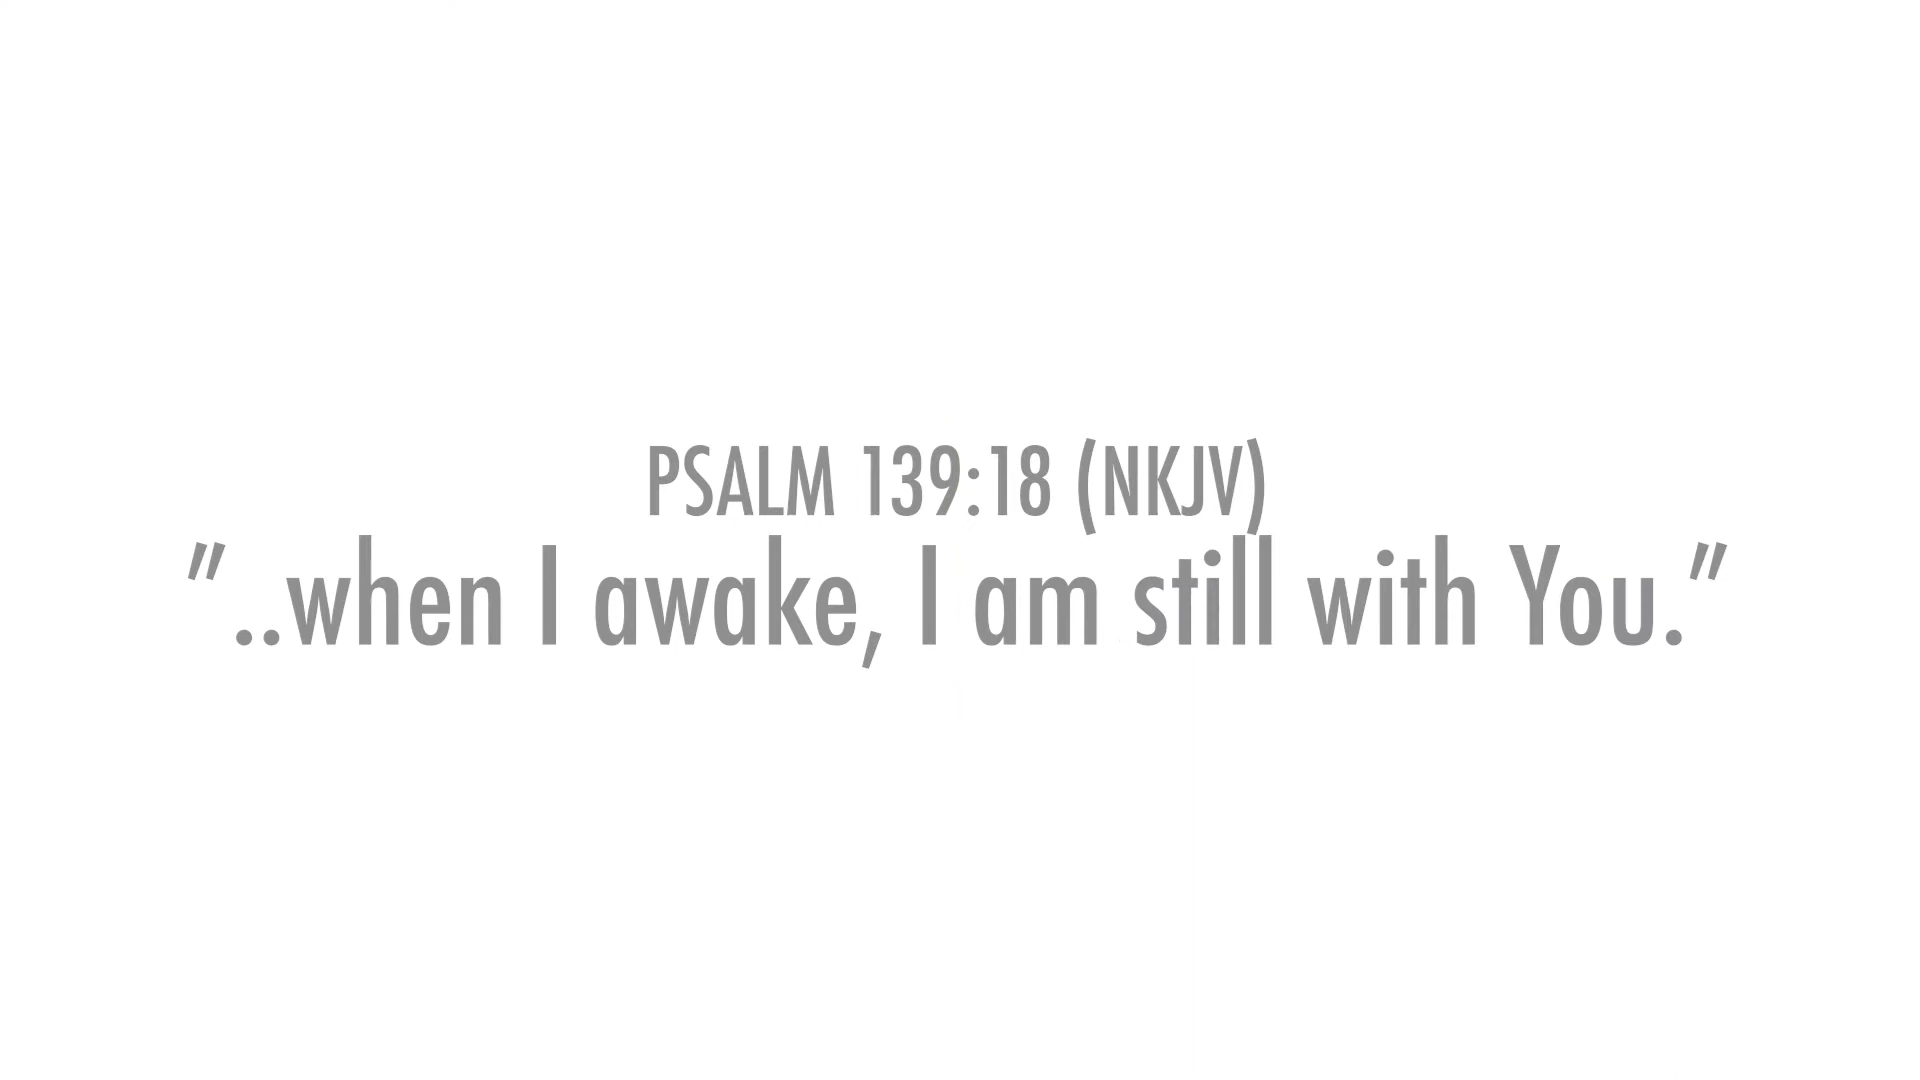 PSALM 139:18 (NKJV)
"..when I awake, I am still with You."